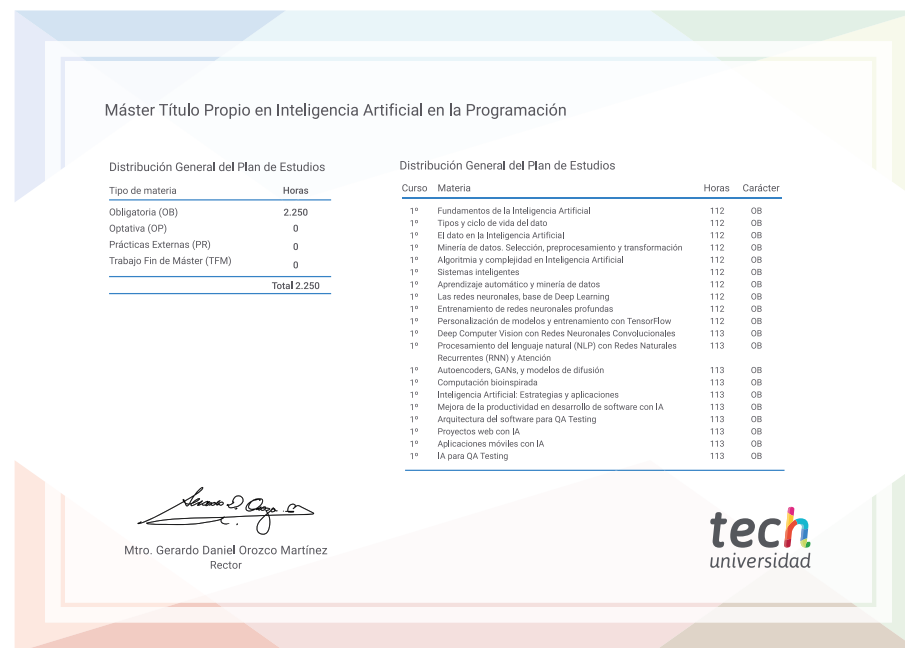 Máster Título Propio en Inteligencia Artificial en la Programación
Distribución General del Plan de Estudios
Tipo de materia Horas
Obligatoria (OB) 2.250
Optativa (OP) 0
Prácticas Externas (PR) 0
Trabajo Fin de Máster (TFM) 0
Total 2.250
Distribución General del Plan de Estudios
Curso Materia Horas Carácter
1º Fundamentos de la Inteligencia Artificial 112 OB
1º Tipos y ciclo de vida del dato 112 OB
1º El dato en la Inteligencia Artificial 112 OB
1º Minería de datos. Selección, preprocesamiento y transformación 112 OB
1º Algoritmia y complejidad en Inteligencia Artificial 112 OB
1º Sistemas inteligentes 112 OB
1º Aprendizaje automático y minería de datos 112 OB
1º Las redes neuronales, base de Deep Learning 112 OB
1º Entrenamiento de redes neuronales profundas 112 OB
1º Personalización de modelos y entrenamiento con TensorFlow 112 OB
1º Deep Computer Vision con Redes Neuronales Convolucionales 113 OB
1º Procesamiento del lenguaje natural (NLP) con Redes Naturales 113 OB
Recurrentes (RNN) y Atención
1º Autoencoders, GANs, y modelos de difusión 113 OB
1º Computación bioinspirada 113 OB
1º Inteligencia Artificial: Estrategias y aplicaciones 113 OB
1º Mejora de la productividad en desarrollo de software con IA 113 OB
1º Arquitectura del software para QA Testing 113 OB
1º Proyectos web con IA 113 OB
1º Aplicaciones móviles con IA 113 OB
1º IA para QA Testing 113 OB
Mtro. Gerardo Daniel Orozco Martínez
Rector
tech
universidad